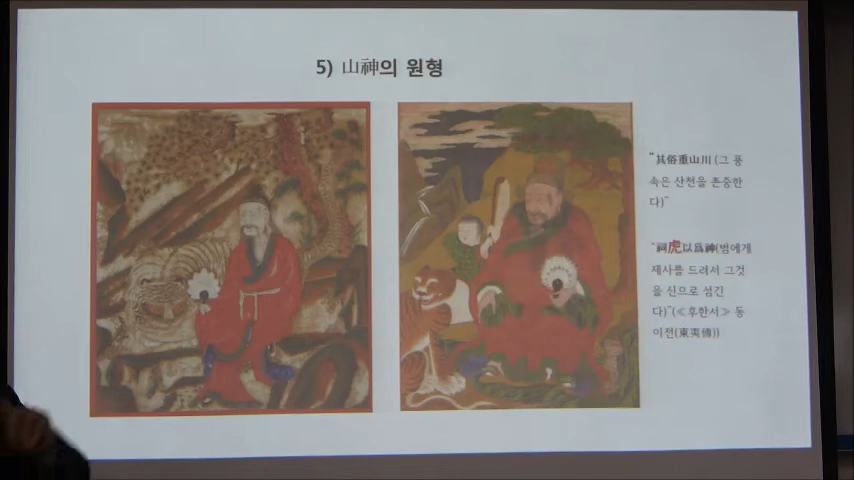 5) 山神의 원형
“其俗重山川 (그 풍
속은 산천을 존중한
다)”
“祠虎以爲神(범에게
제사를 드려서 그것
을 신으로 섬긴
다)”(≪후한서≫ 동
이전(東夷傳))